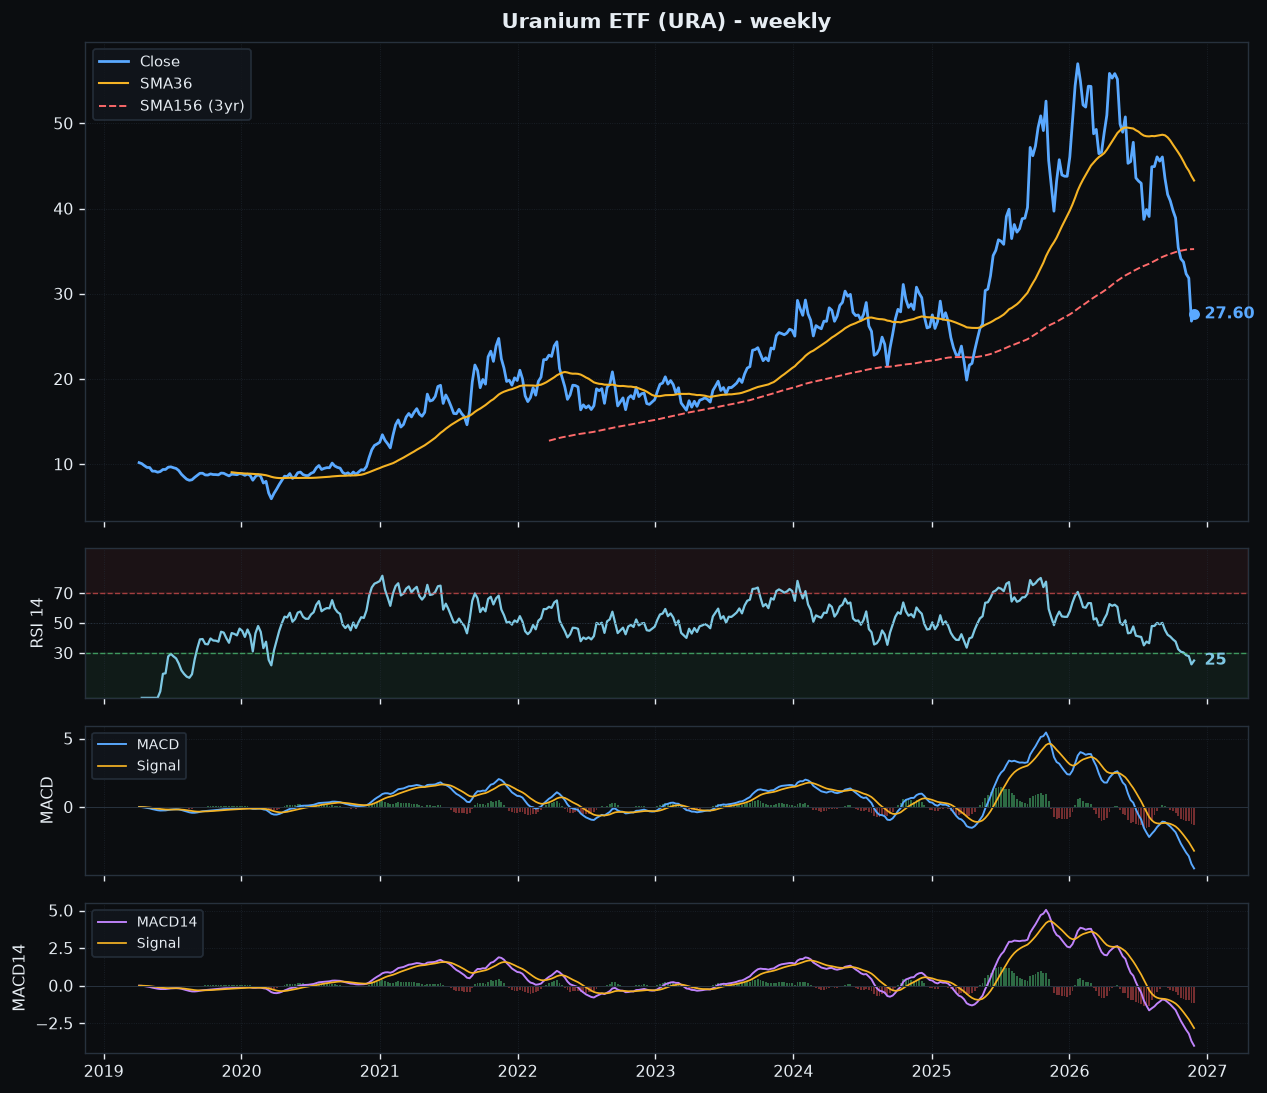 Uranium ETF (URA) - weekly
Close
SMA36
SMA156 (3yr)
50
40
30
20
10
27.60
RSI 14
70
50
30
25
MACD
5
0
MACD
Signal
MACD14
5.0
2.5
0.0
−2.5
MACD14
Signal
2019 2020 2021 2022 2023 2024 2025 2026 2027